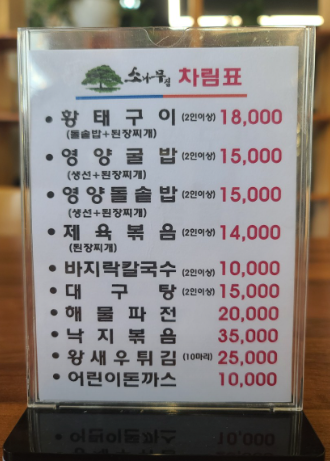 소나무집 차림표
황태구이 (2인이상) 18,000
(돌솥밥+된장찌개)
영양굴밥 (2인이상) 15,000
(생선+된장찌개)
영양돌솥밥 (2인이상) 15,000
(생선+된장찌개)
제육볶음 (2인이상) 14,000
(된장찌개)
바지락칼국수 (2인이상) 10,000
대구탕 (2인이상) 15,000
해물파전 20,000
낙지볶음 35,000
왕새우튀김 (10마리) 25,000
어린이돈까스 10,000